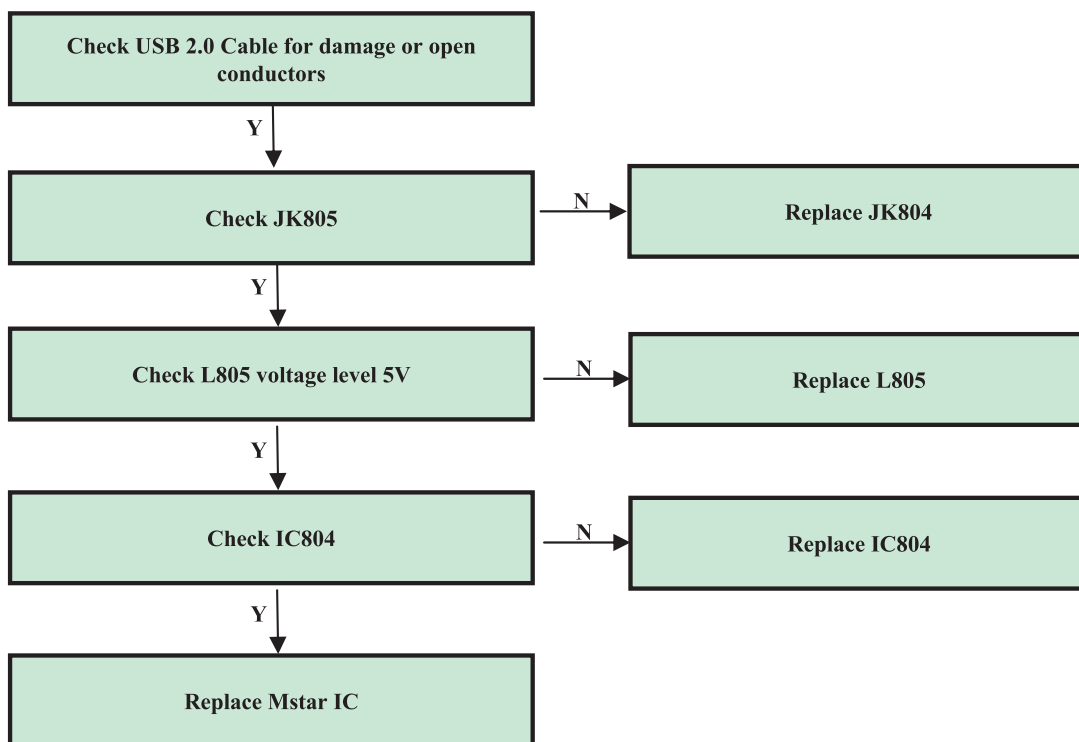 Check USB 2.0 Cable for damage or open
conductors
Y
Check JK805
N
Replace JK804
Y
Check L805 voltage level 5V
N
Replace L805
Y
Check IC804
N
Replace IC804
Y
Replace Mstar IC